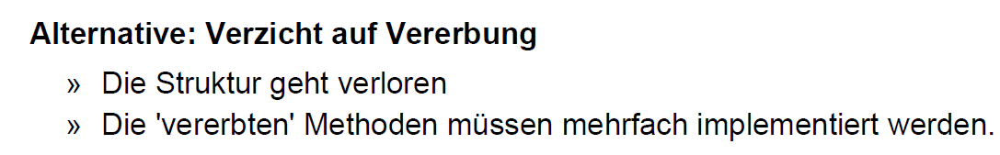 Alternative: Verzicht auf Vererbung
» Die Struktur geht verloren
» Die 'vererbten' Methoden müssen mehrfach implementiert werden.